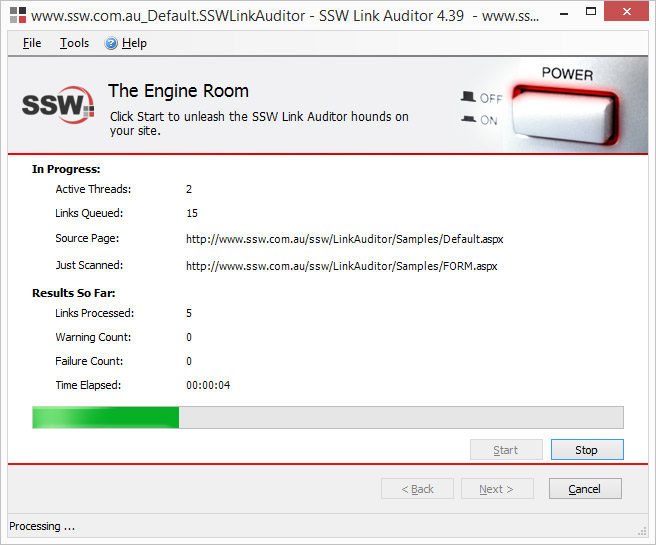 www.ssw.com.au_Default.SSWLinkAuditor - SSW Link Auditor 4.39 - www.ss...
File Tools Help
SSW
The Engine Room
Click Start to unleash the SSW Link Auditor hounds on
your site.
POWER
OFF
ON
In Progress:
Active Threads: 2
Links Queued: 15
Source Page: http://www.ssw.com.au/ssw/LinkAuditor/Samples/Default.aspx
Just Scanned: http://www.ssw.com.au/ssw/LinkAuditor/Samples/FORM.aspx
Results So Far:
Links Processed: 5
Warning Count: 0
Failure Count: 0
Time Elapsed: 00:00:04
Start Stop
< Back Next > Cancel
Processing ...